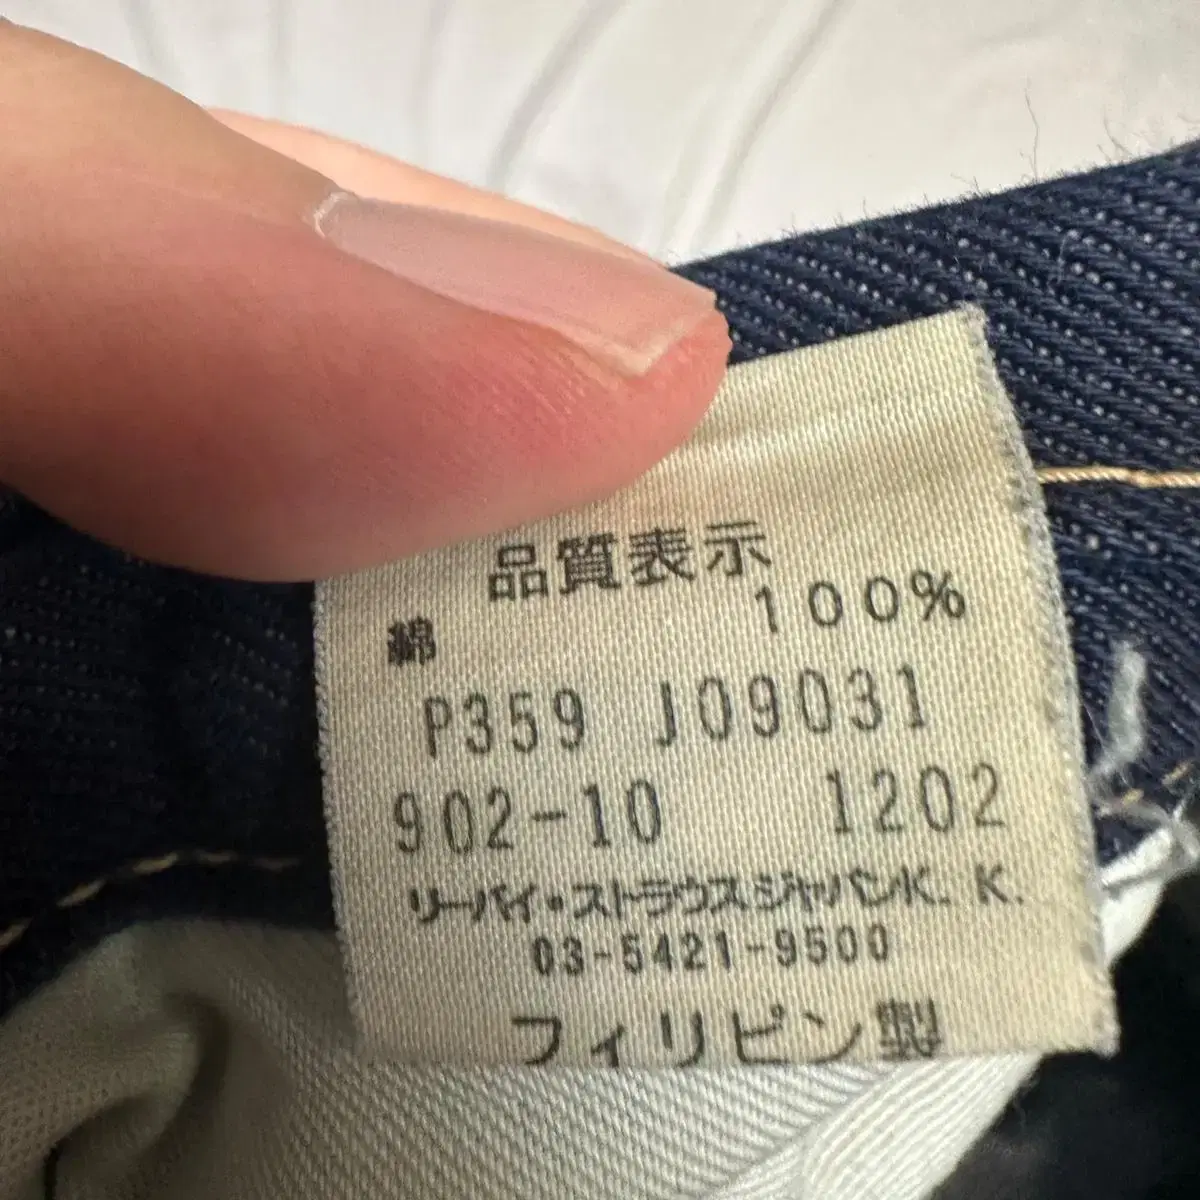 品質表示
綿 100%
P359 J09031
902-10 1202
リーバイ・ストラウスジャパンK. K.
03-5421-9500
フィリピン製